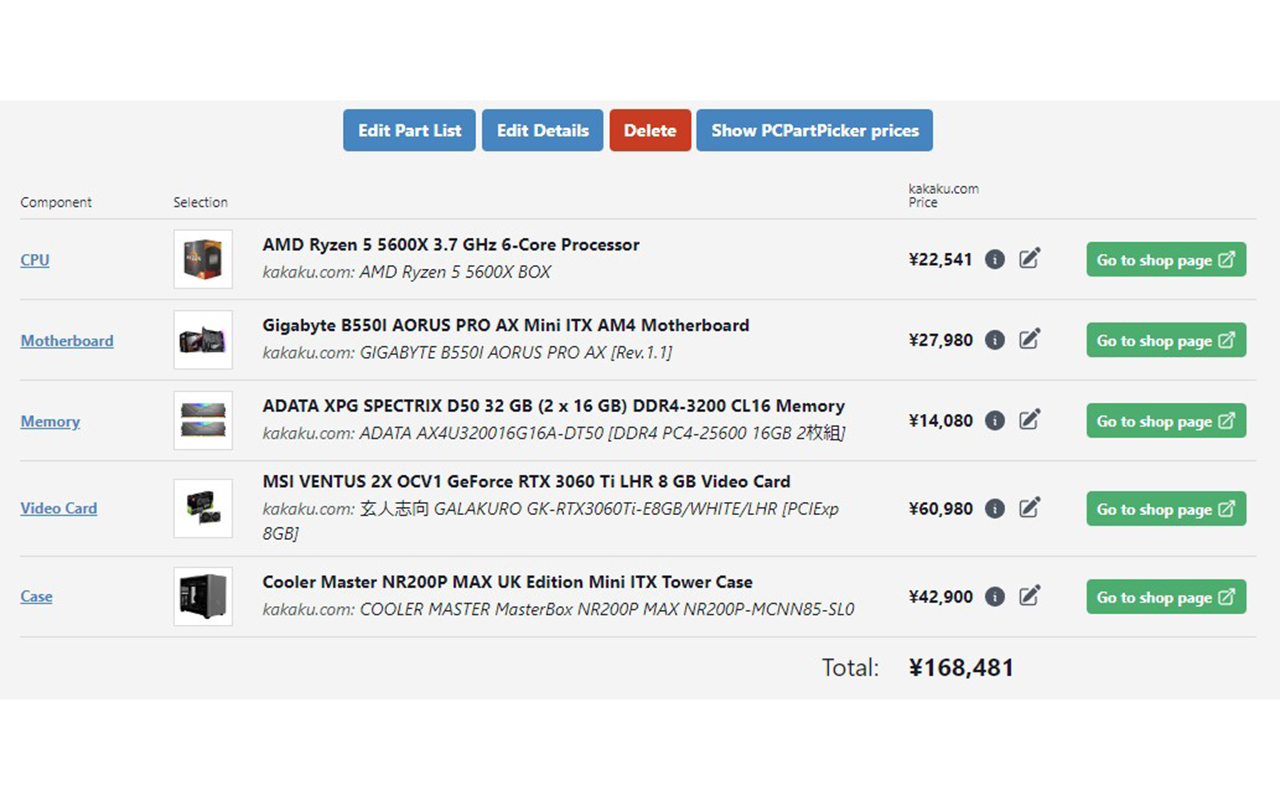 Edit Part List Edit Details Delete Show PCPartPicker prices
Component Selection kakaku.com
Price
CPU
AMD Ryzen 5 5600X 3.7 GHz 6-Core Processor
kakaku.com: AMD Ryzen 5 5600X BOX
¥22,541 Go to shop page
Motherboard
Gigabyte B550I AORUS PRO AX Mini ITX AM4 Motherboard
kakaku.com: GIGABYTE B550I AORUS PRO AX [Rev.1.1]
¥27,980 Go to shop page
Memory
ADATA XPG SPECTRIX D50 32 GB (2 x 16 GB) DDR4-3200 CL16 Memory
kakaku.com: ADATA AX4U320016G16A-DT50 [DDR4 PC4-25600 16GB 2枚組]
¥14,080 Go to shop page
Video Card
MSI VENTUS 2X OCV1 GeForce RTX 3060 Ti LHR 8 GB Video Card
kakaku.com: 玄人志向 GALAKURO GK-RTX3060Ti-E8GB/WHITE/LHR [PCIExp
8GB]
¥60,980 Go to shop page
Case
Cooler Master NR200P MAX UK Edition Mini ITX Tower Case
kakaku.com: COOLER MASTER MasterBox NR200P MAX NR200P-MCNN85-SL0
¥42,900 Go to shop page
Total: ¥168,481